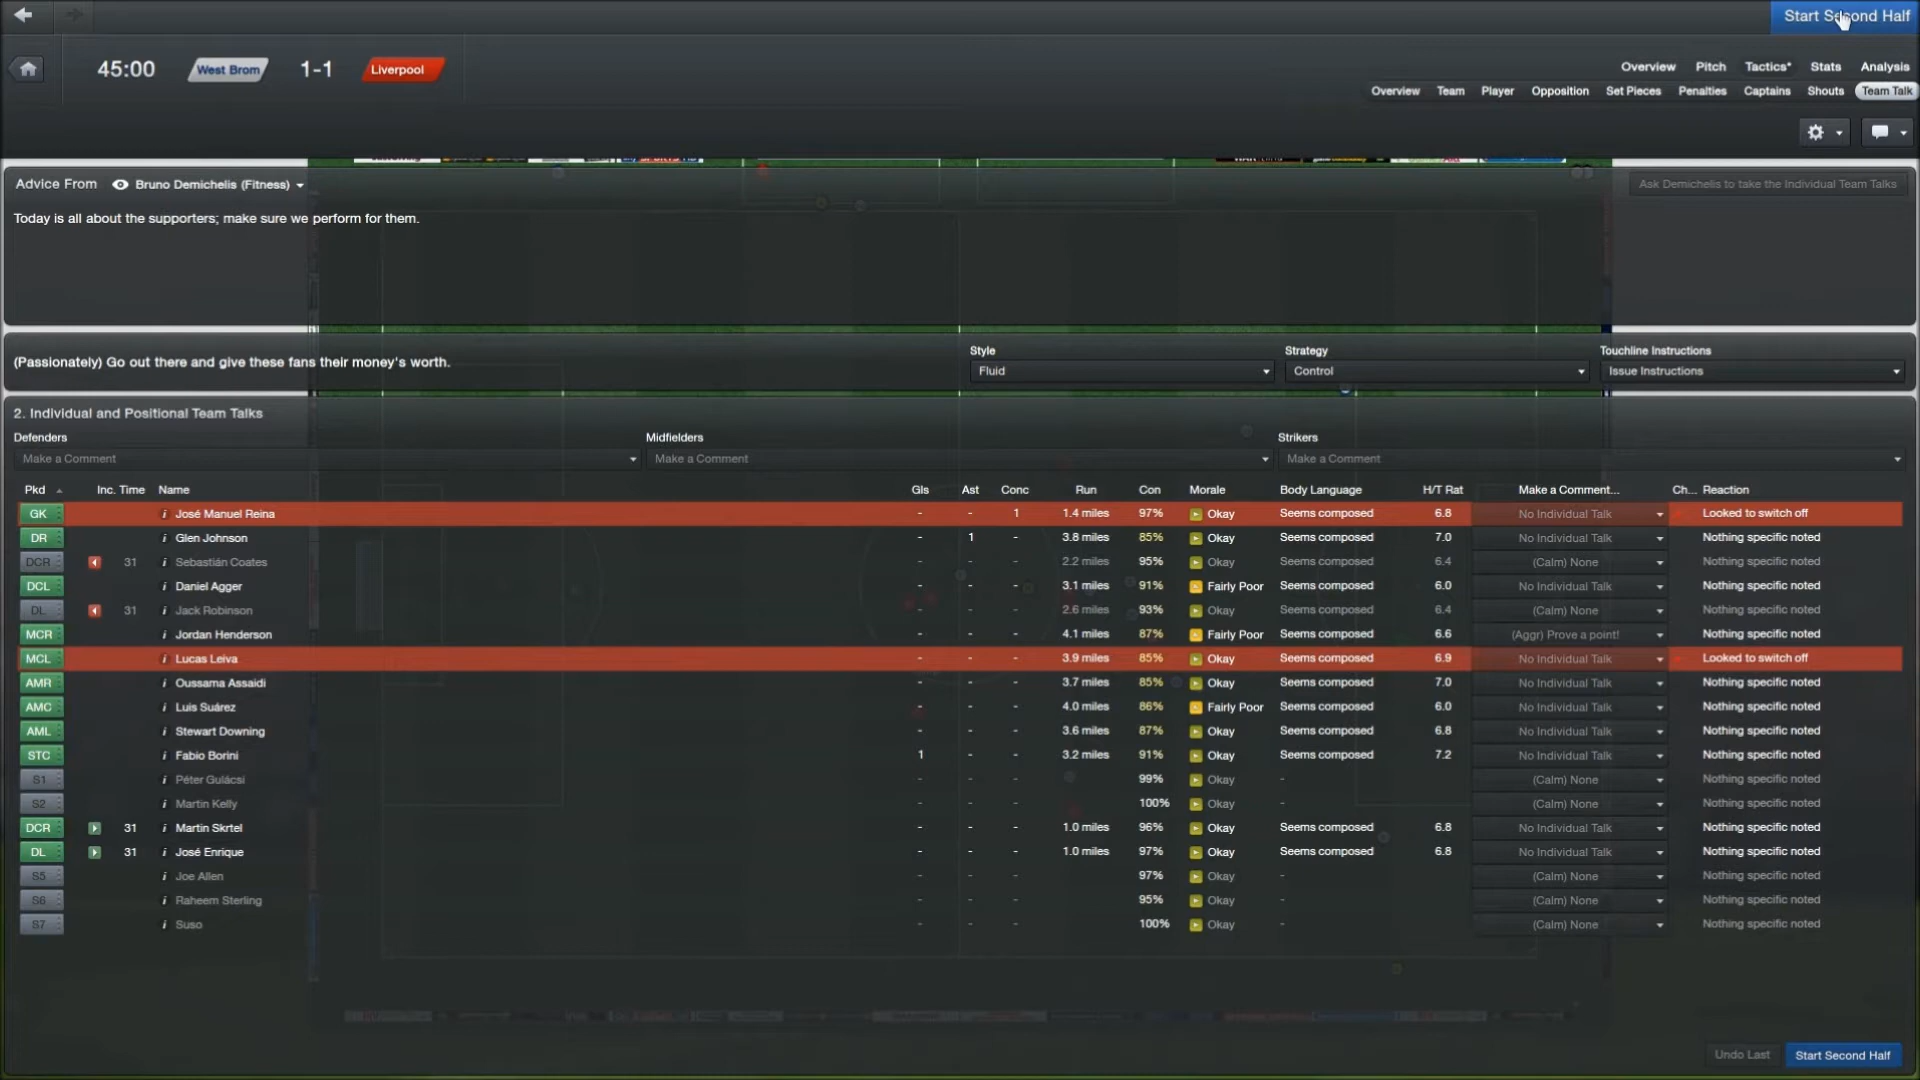 Start Second Half
45:00 West Brom 1-1 Liverpool
Overview Pitch Tactics* Stats Analysis
Overview Team Player Opposition Set Pieces Penalties Captains Shouts Team Talk
Advice From Bruno Demichelis (Fitness) Ask Demichelis to take the Individual Team Talks
Today is all about the supporters; make sure we perform for them.
Style Strategy Touchline Instructions
(Passionately) Go out there and give these fans their money's worth. Fluid Control Issue Instructions
2. Individual and Positional Team Talks
Defenders Midfielders Strikers
Make a Comment Make a Comment Make a Comment
Pkd Inc. Time Name Gls Ast Conc Run Con Morale Body Language H/T Rat Make a Comment... Ch... Reaction
GK i José Manuel Reina - - 1 1.4 miles 97% Okay Seems composed 6.8 No Individual Talk Looked to switch off
DR i Glen Johnson - 1 - 3.8 miles 85% Okay Seems composed 7.0 No Individual Talk Nothing specific noted
DCR 31 i Sebastián Coates - - - 2.2 miles 95% Okay Seems composed 6.4 (Calm) None Nothing specific noted
DCL i Daniel Agger - - - 3.1 miles 91% Fairly Poor Seems composed 6.0 No Individual Talk Nothing specific noted
DL 31 i Jack Robinson - - - 2.6 miles 93% Okay Seems composed 6.4 (Calm) None Nothing specific noted
MCR i Jordan Henderson - - - 4.1 miles 87% Fairly Poor Seems composed 6.6 (Aggr) Prove a point! Nothing specific noted
MCL i Lucas Leiva - - - 3.9 miles 85% Okay Seems composed 6.9 No Individual Talk Looked to switch off
AMR i Oussama Assaidi - - - 3.7 miles 85% Okay Seems composed 7.0 No Individual Talk Nothing specific noted
AMC i Luis Suárez - - - 4.0 miles 86% Fairly Poor Seems composed 6.0 No Individual Talk Nothing specific noted
AML i Stewart Downing - - - 3.6 miles 87% Okay Seems composed 6.8 No Individual Talk Nothing specific noted
STC i Fabio Borini 1 - - 3.2 miles 91% Okay Seems composed 7.2 No Individual Talk Nothing specific noted
S1 i Péter Gulácsi - - - 99% Okay - (Calm) None Nothing specific noted
S2 i Martin Kelly - - - 100% Okay - (Calm) None Nothing specific noted
DCR 31 i Martin Skrtel - - - 1.0 miles 96% Okay Seems composed 6.8 No Individual Talk Nothing specific noted
DL 31 i José Enrique - - - 1.0 miles 97% Okay Seems composed 6.8 No Individual Talk Nothing specific noted
S5 i Joe Allen - - - 97% Okay - (Calm) None Nothing specific noted
S6 i Raheem Sterling - - - 95% Okay - (Calm) None Nothing specific noted
S7 i Suso - - - 100% Okay - (Calm) None Nothing specific noted
Undo Last Start Second Half